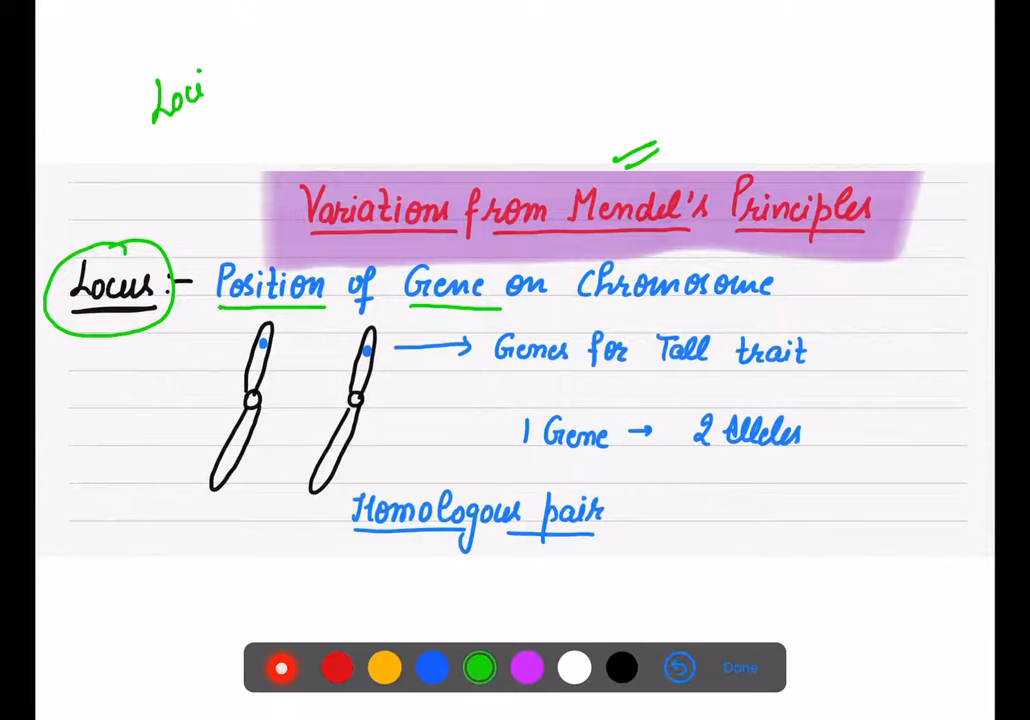 Loci
Variations from Mendel's Principles
Locus :- Position of Gene on Chromosome
Genes for Tall trait
1 Gene → 2 Alleles
Homologous pair
Done